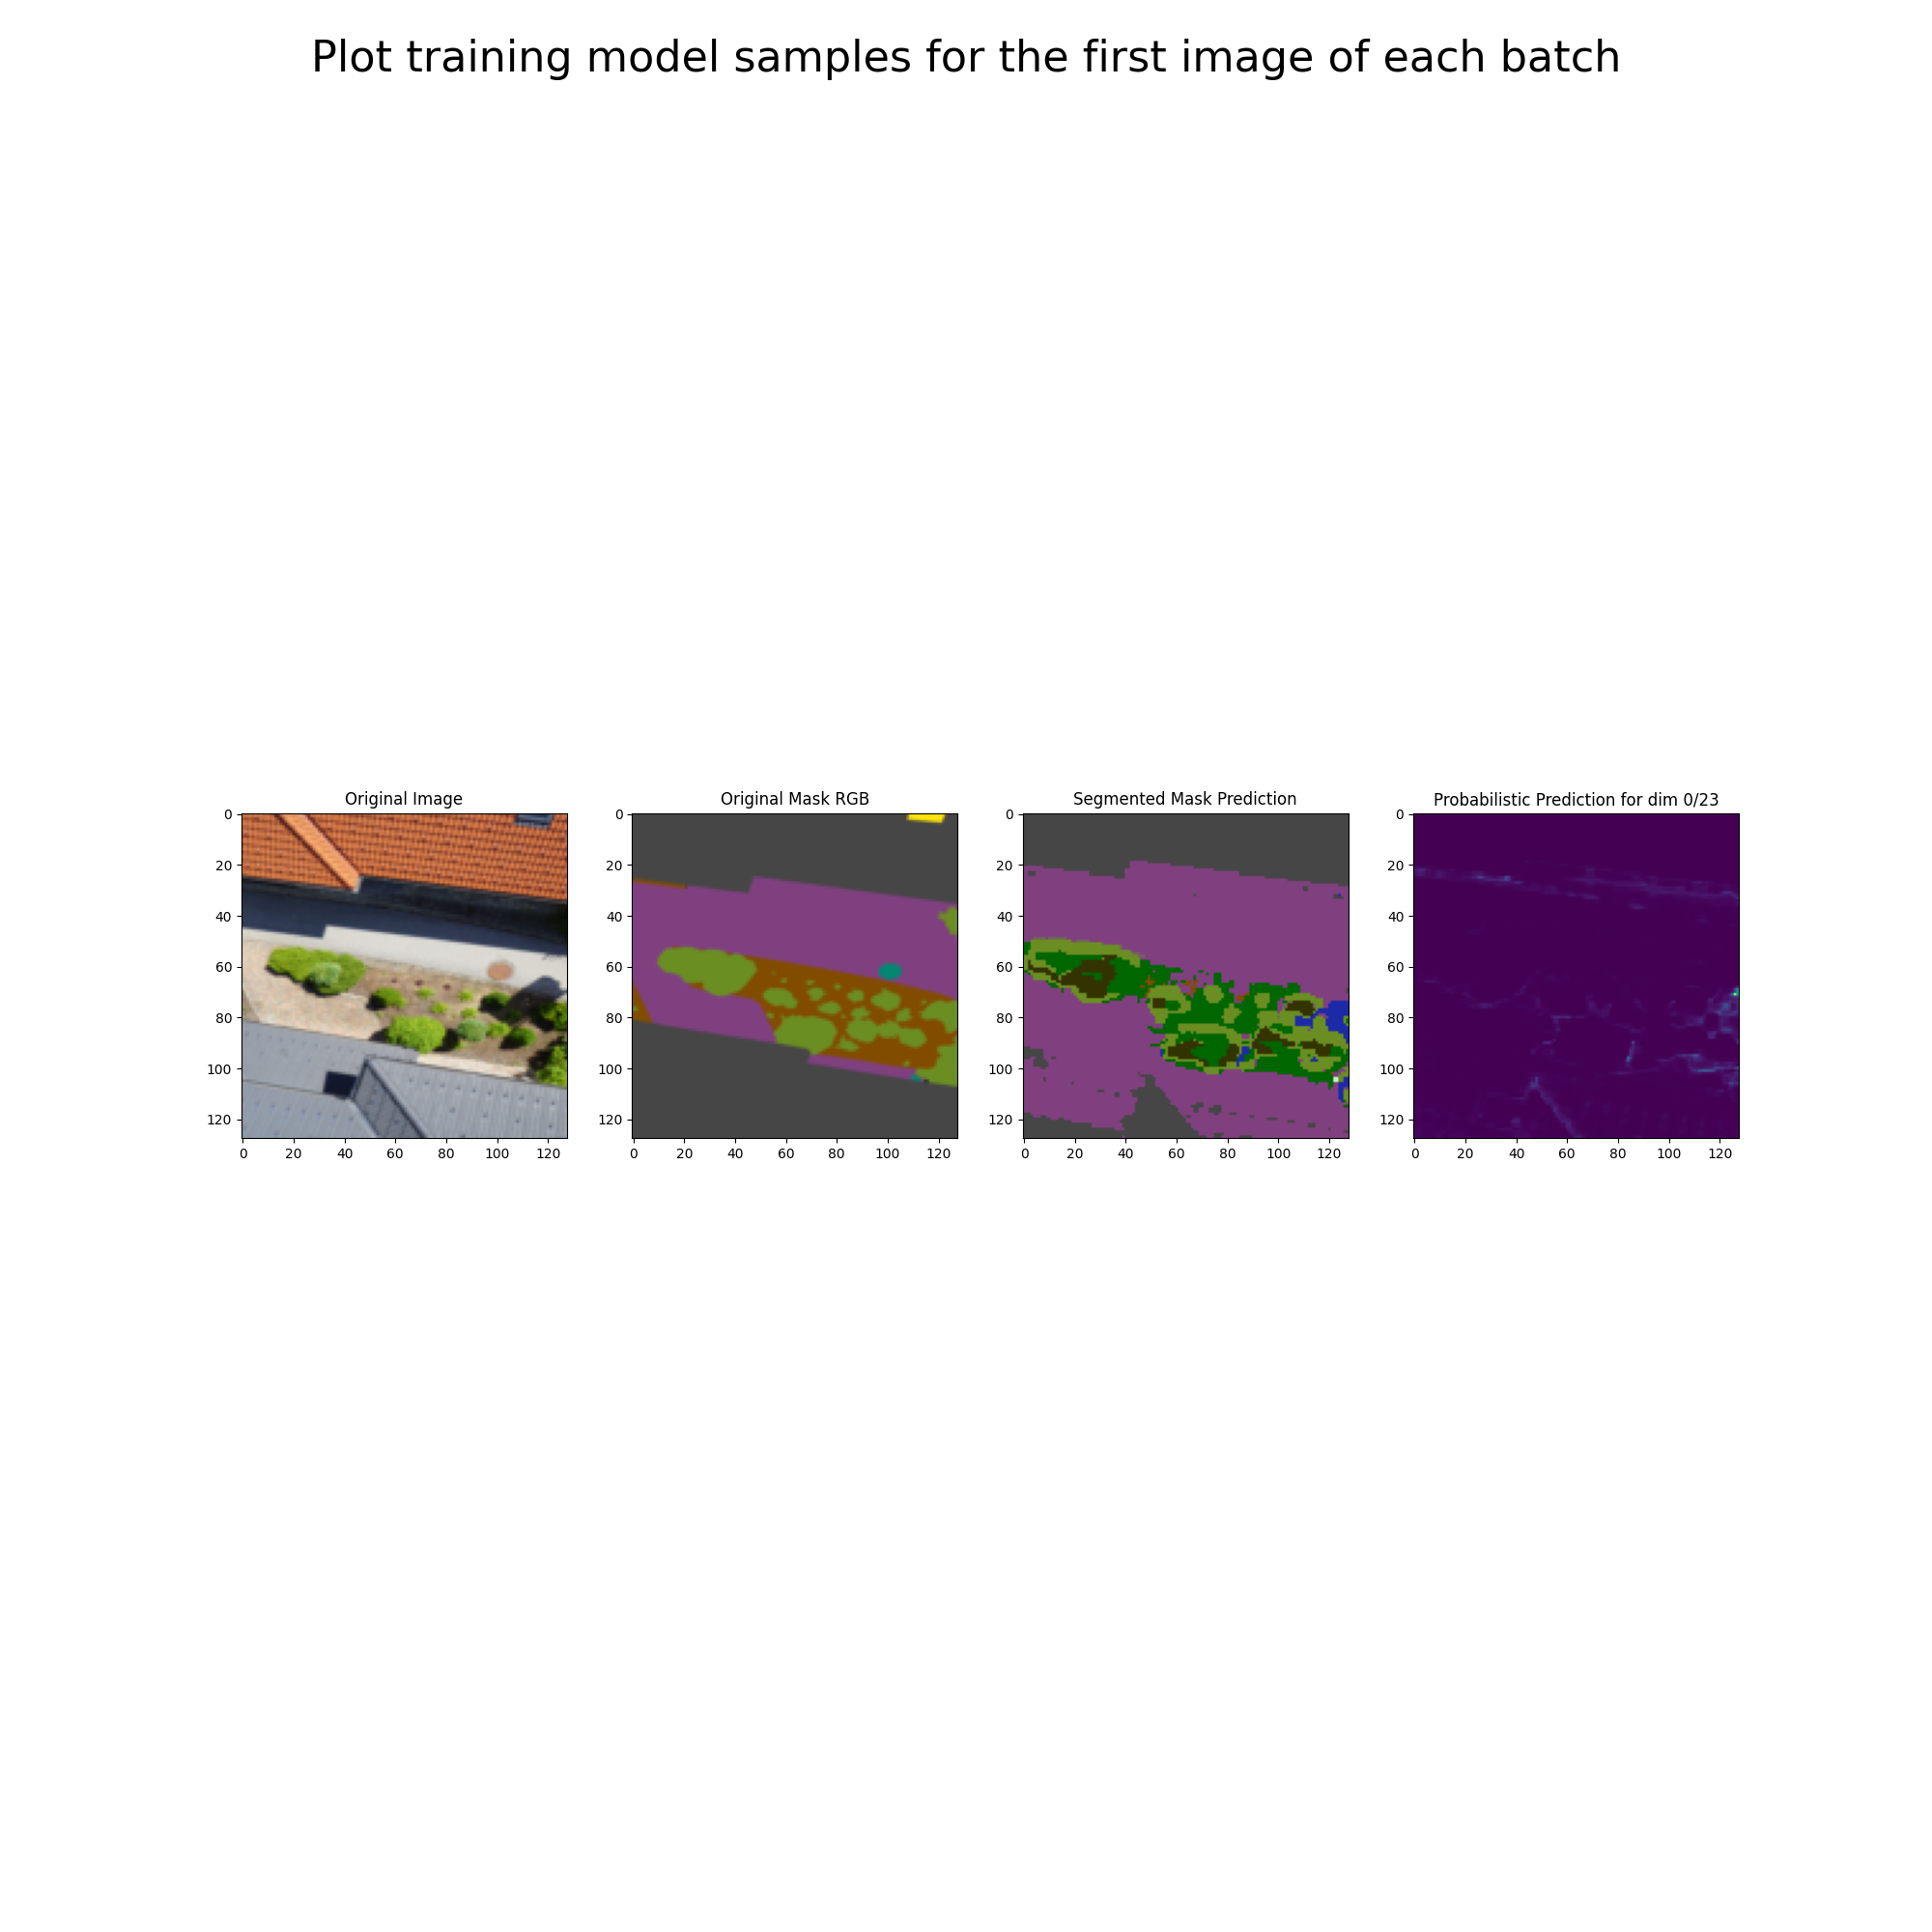 Plot training model samples for the first image of each batch
Original Image
Original Mask RGB
Segmented Mask Prediction
Probabilistic Prediction for dim 0/23
0 0 0 0
20 20 20 20
40 40 40 40
60 60 60 60
80 80 80 80
100 100 100 100
120 120 120 120
0 20 40 60 80 100 120
0 20 40 60 80 100 120
0 20 40 60 80 100 120
0 20 40 60 80 100 120